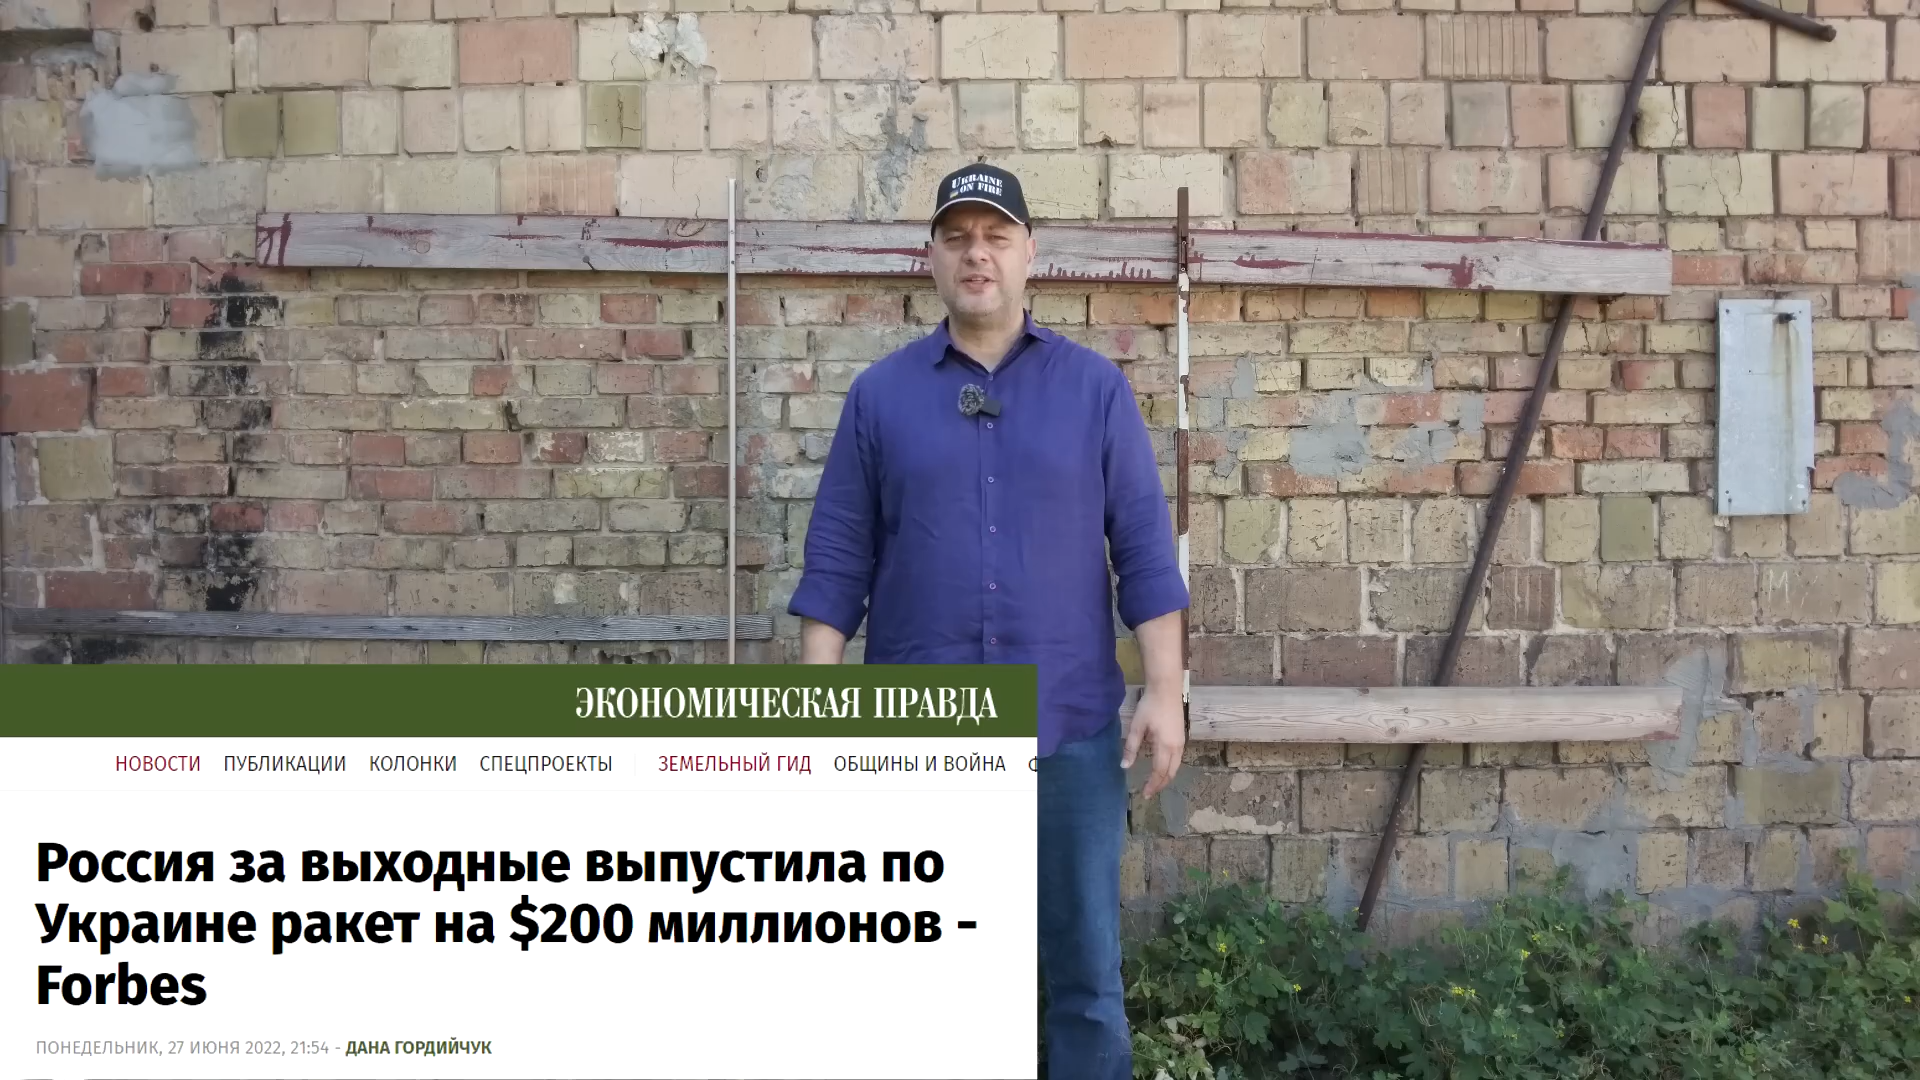 UKRAINE
ON FIRE
ЭКОНОМИЧЕСКАЯ ПРАВДА
НОВОСТИ ПУБЛИКАЦИИ КОЛОНКИ СПЕЦПРОЕКТЫ ЗЕМЕЛЬНЫЙ ГИД ОБЩИНЫ И ВОЙНА
Россия за выходные выпустила по
Украине ракет на $200 миллионов -
Forbes
ПОНЕДЕЛЬНИК, 27 ИЮНЯ 2022, 21:54 - ДАНА ГОРДИЙЧУК